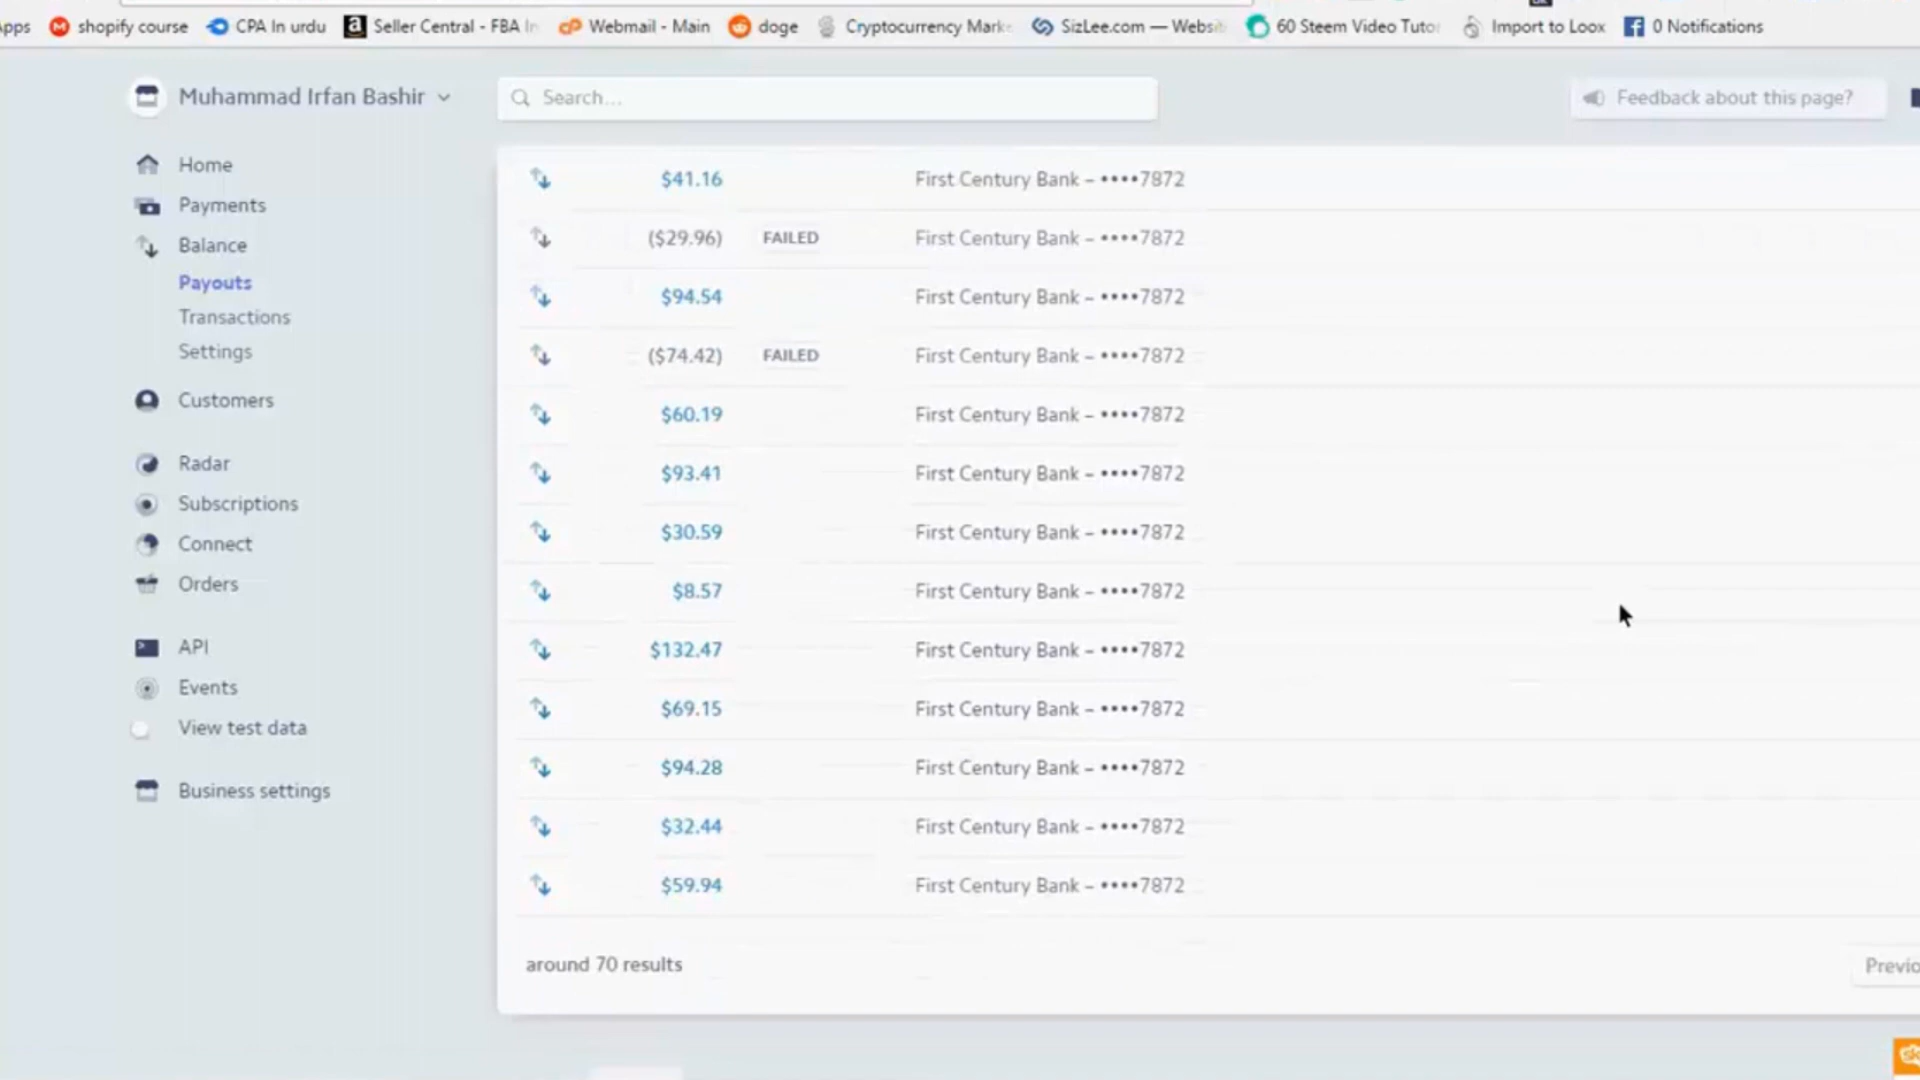 shopify course CPA In urdu Seller Central - FBA In Webmail - Main doge Cryptocurrency Mark SizLee.com — Websi 60 Steem Video Tutor Import to Loox 0 Notifications
Muhammad Irfan Bashir
Search...
Feedback about this page?
Home
Payments
Balance
Payouts
Transactions
Settings
Customers
Radar
Subscriptions
Connect
Orders
API
Events
View test data
Business settings
$41.16 First Century Bank – ••••7872
($29.96) FAILED First Century Bank – ••••7872
$94.54 First Century Bank – ••••7872
($74.42) FAILED First Century Bank – ••••7872
$60.19 First Century Bank – ••••7872
$93.41 First Century Bank – ••••7872
$30.59 First Century Bank – ••••7872
$8.57 First Century Bank – ••••7872
$132.47 First Century Bank – ••••7872
$69.15 First Century Bank – ••••7872
$94.28 First Century Bank – ••••7872
$32.44 First Century Bank – ••••7872
$59.94 First Century Bank – ••••7872
around 70 results
Previo